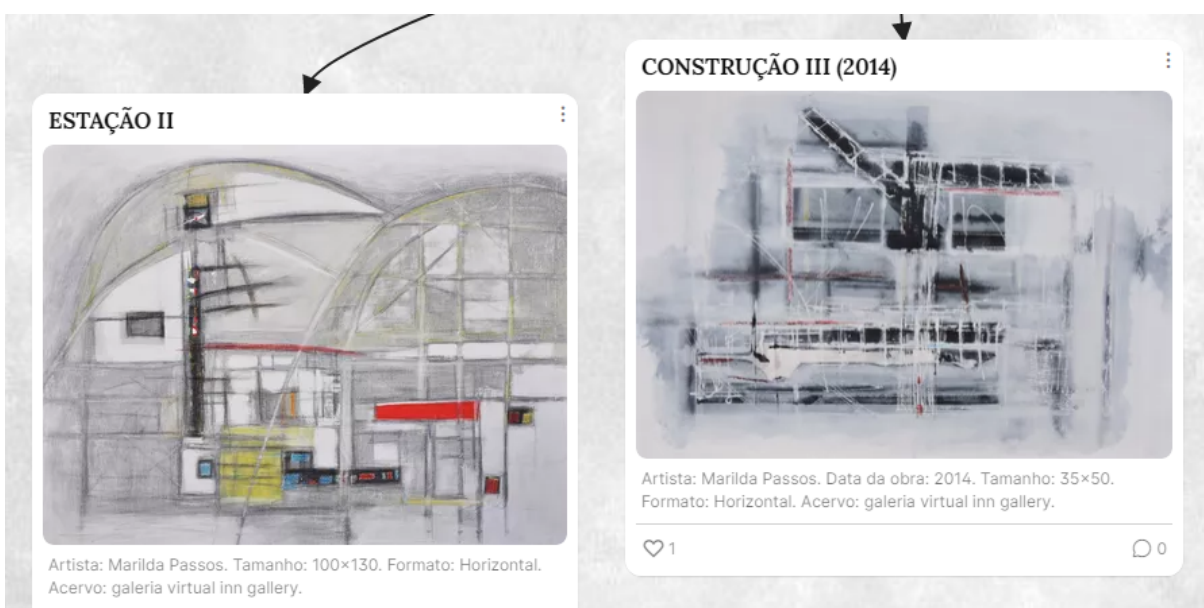 ESTAÇÃO II
Artista: Marilda Passos. Tamanho: 100×130. Formato: Horizontal.
Acervo: galeria virtual inn gallery.
CONSTRUÇÃO III (2014)
Artista: Marilda Passos. Data da obra: 2014. Tamanho: 35×50.
Formato: Horizontal. Acervo: galeria virtual inn gallery.
1
0